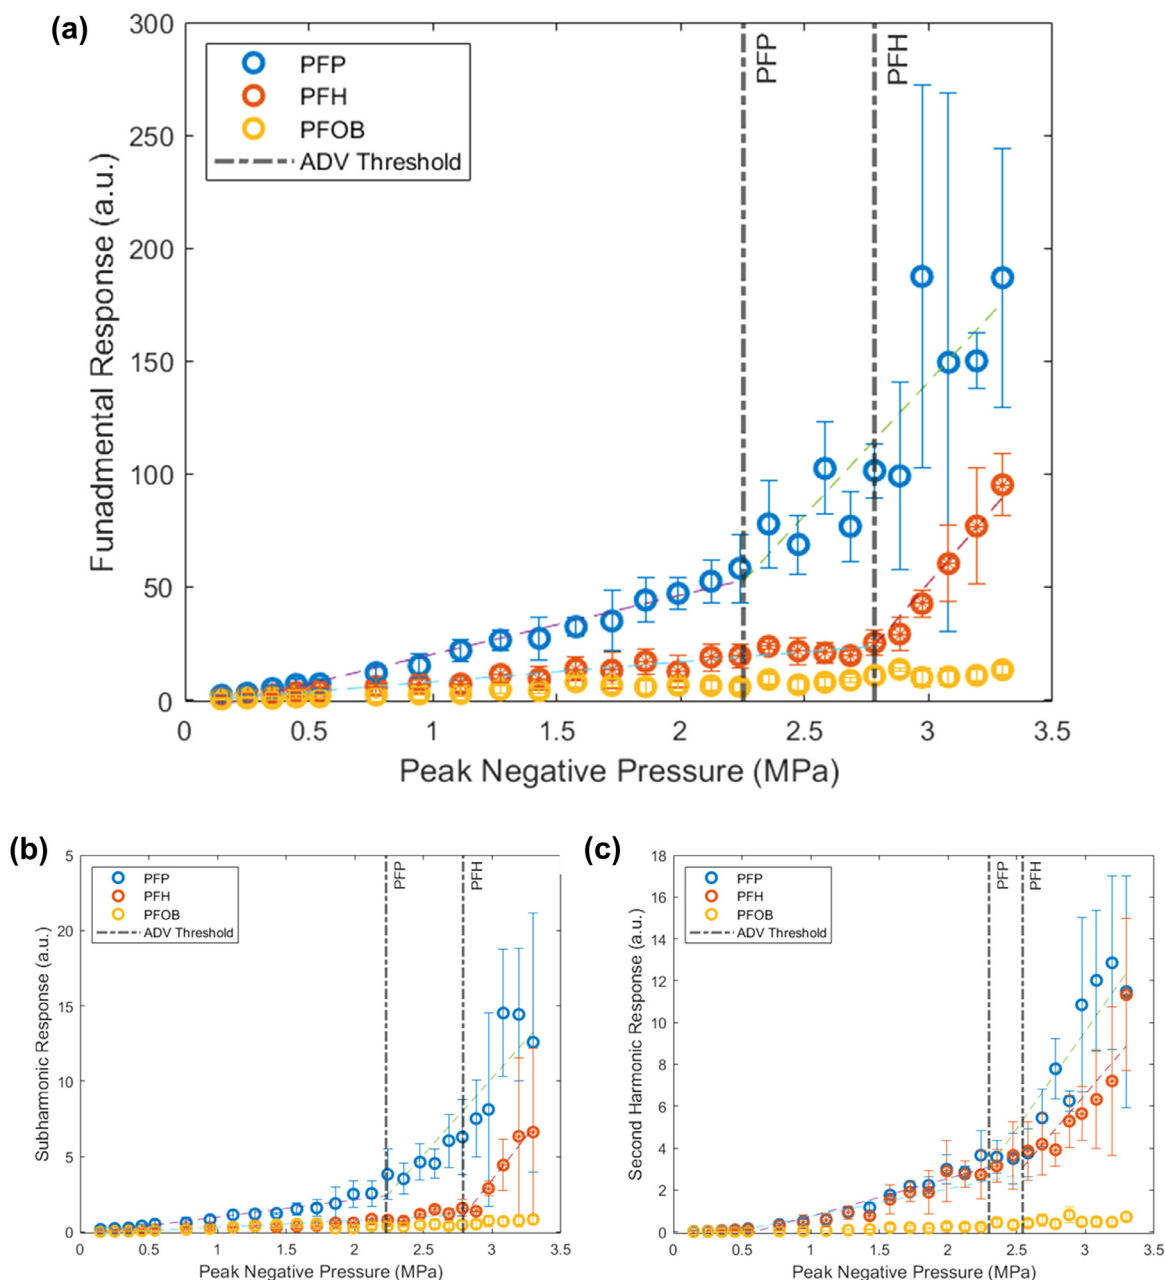 (a)
300
250
200
150
100
50
0
Funadmental Response (a.u.)
PFP
PFH
PFOB
ADV Threshold
PFP
PFH
0 0.5 1 1.5 2 2.5 3 3.5
Peak Negative Pressure (MPa)
(b)
5
20
15
10
5
0
Subharmonic Response (a.u.)
PFP
PFH
PFOB
ADV Threshold
PFP
PFH
0 0.5 1 1.5 2 2.5 3 3.5
Peak Negative Pressure (MPa)
(c)
18
16
14
12
10
8
6
4
2
0
Second Harmonic Response (a.u.)
PFP
PFH
PFOB
ADV Threshold
PFP
PFH
0 0.5 1 1.5 2 2.5 3 3.5
Peak Negative Pressure (MPa)